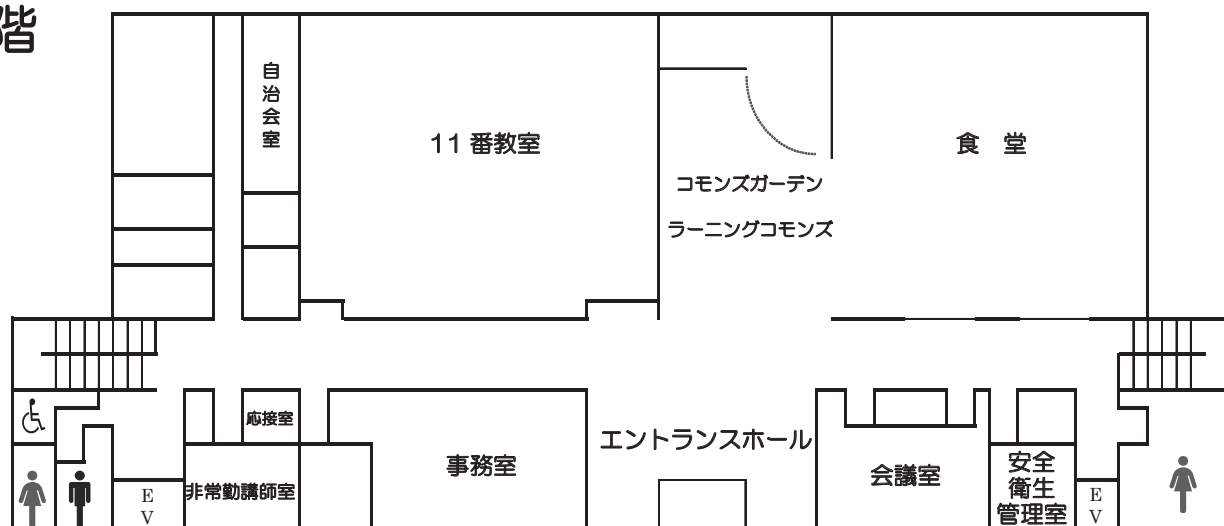 階
自治会室
11 番教室
食 堂
コモンズガーデン
ラーニングコモンズ
応接室
エントランスホール
事務室
会議室
安全
衛生
管理室
非常勤講師室
EV
EV